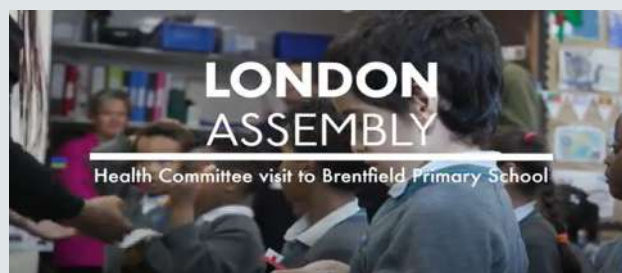 LONDON
ASSEMBLY
Health Committee visit to Brentfield Primary School